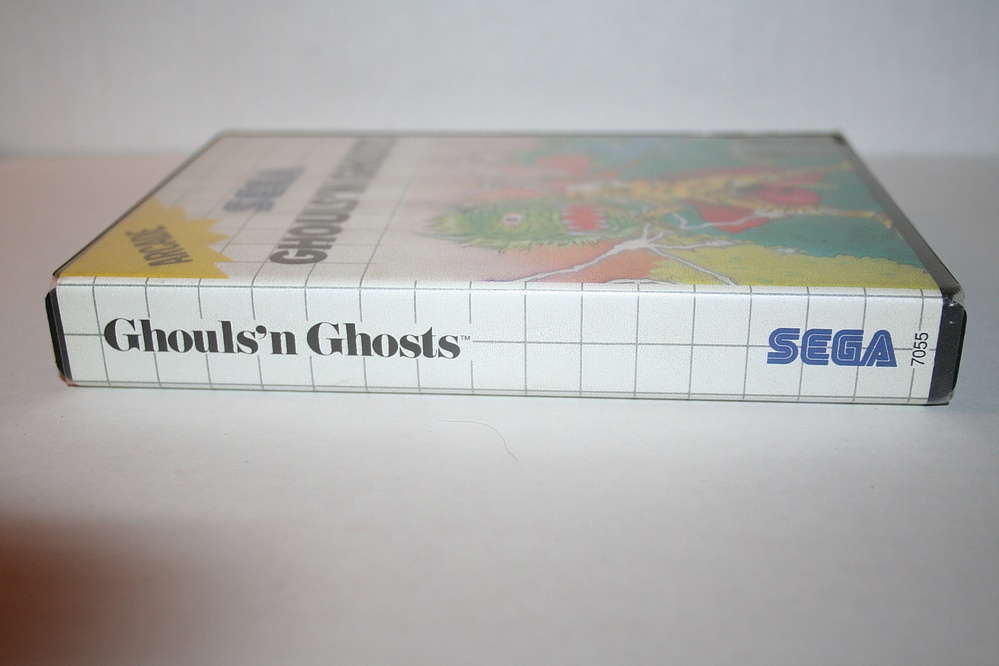 ARCADE
SEGA
GHOULS'N GHOSTS
Ghouls'n Ghosts™
SEGA
7055